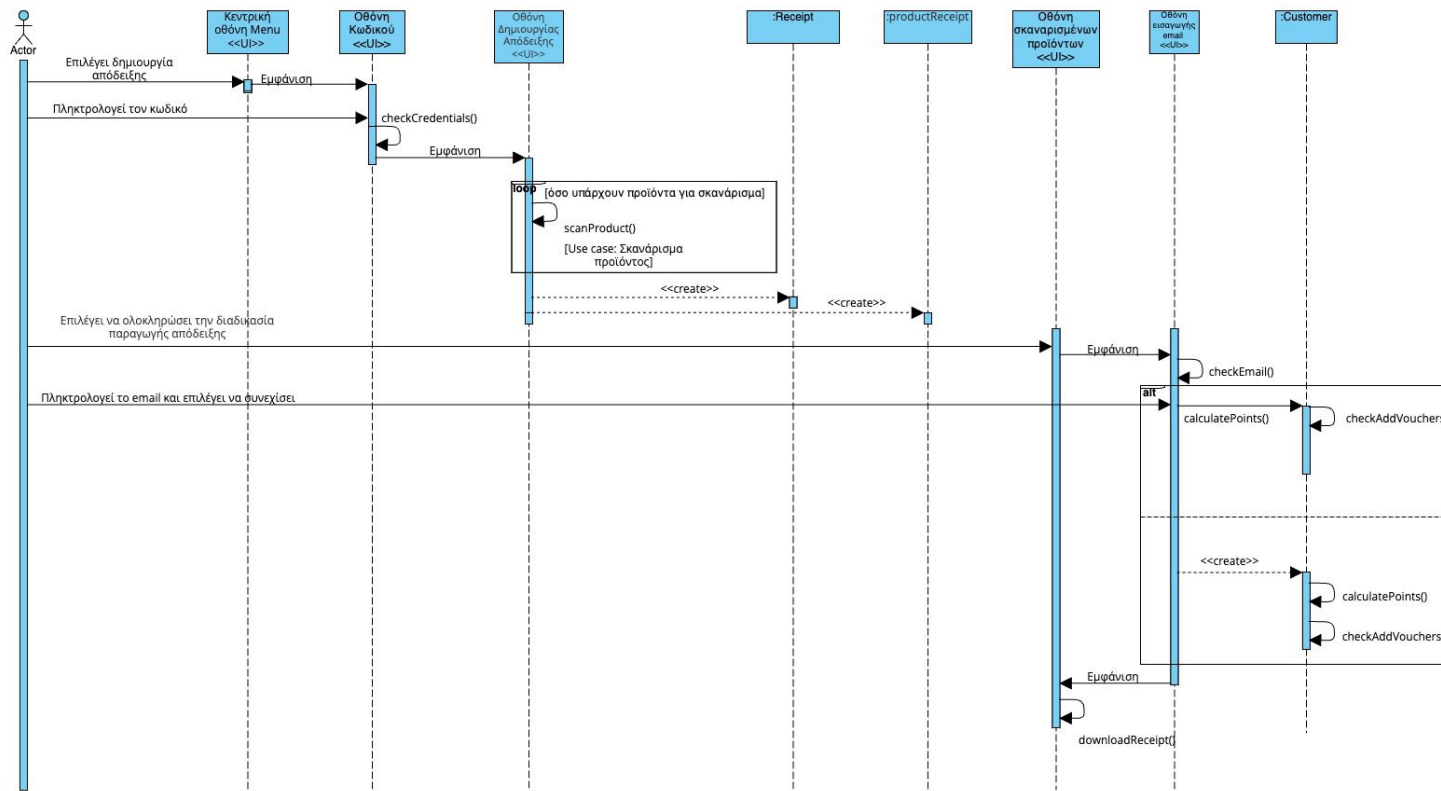 Actor
Κεντρική
οθόνη Menu
<<UI>>
Οθόνη
Κωδικού
<<UI>>
Οθόνη
Δημιουργίας
Απόδειξης
<<UI>>
:Receipt
:productReceipt
Οθόνη
σκαναρισμένων
προϊόντων
<<UI>>
Οθόνη
εισαγωγής
email
<<UI>>
:Customer
Επιλέγει δημιουργία
απόδειξης
Εμφάνιση
Πληκτρολογεί τον κωδικό
checkCredentials()
Εμφάνιση
loop
[όσο υπάρχουν προϊόντα για σκανάρισμα]
scanProduct()
[Use case: Σκανάρισμα
προϊόντος]
<<create>>
<<create>>
Επιλέγει να ολοκληρώσει την διαδικασία
παραγωγής απόδειξης
Εμφάνιση
checkEmail()
alt
Πληκτρολογεί το email και επιλέγει να συνεχίσει
calculatePoints()
checkAddVouchers
<<create>>
calculatePoints()
checkAddVouchers
Εμφάνιση
downloadReceipt()